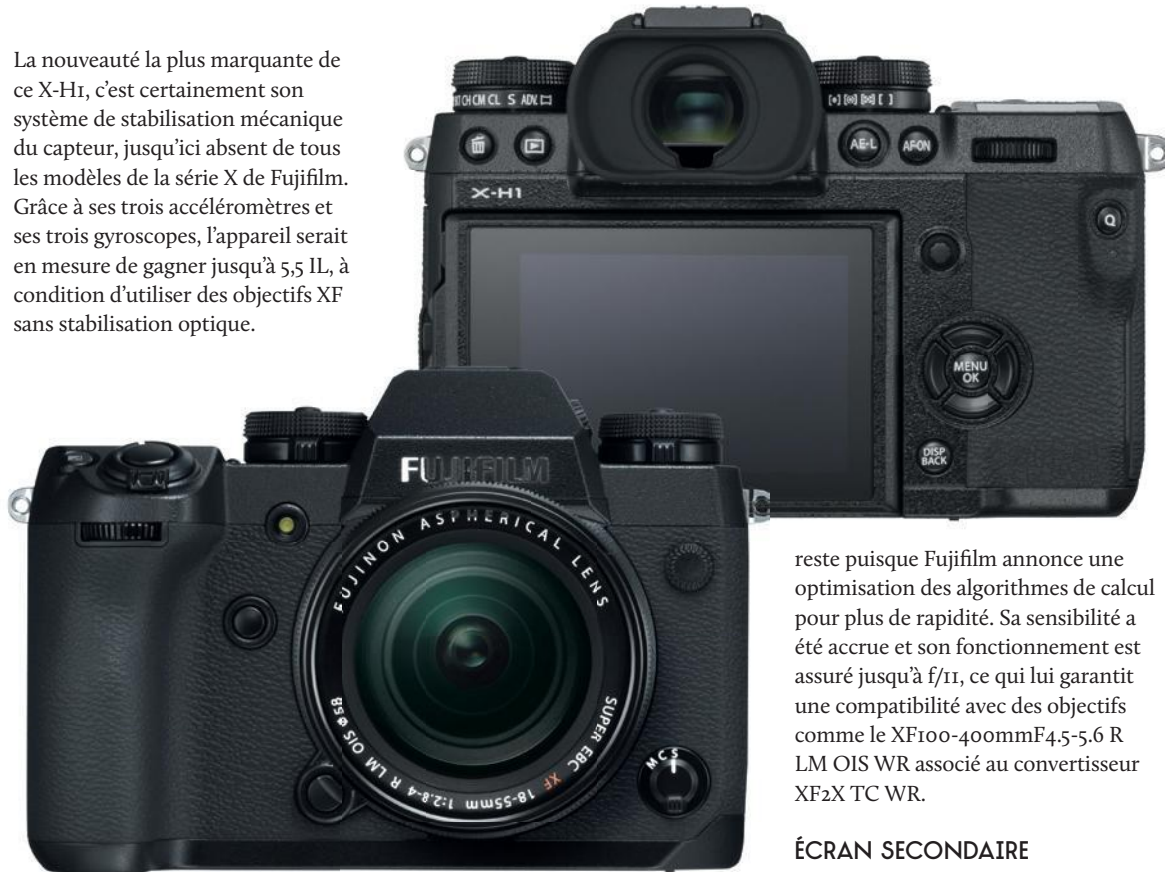 La nouveauté la plus marquante de
ce X-H1, c'est certainement son
système de stabilisation mécanique
du capteur, jusqu'ici absent de tous
les modèles de la série X de Fujifilm.
Grâce à ses trois accéléromètres et
ses trois gyroscopes, l'appareil serait
en mesure de gagner jusqu'à 5,5 IL, à
condition d'utiliser des objectifs XF
sans stabilisation optique.
CH CM CL S ADV.
AE-L
AF-ON
X-H1
Q
MENU
OK
DISP
BACK
FUJIFILM
FUJINON ASPHERICAL LENS
SUPER EBC XF 18-55mm 1:2.8-4 R LM OIS ø58
M C S
reste puisque Fujifilm annonce une
optimisation des algorithmes de calcul
pour plus de rapidité. Sa sensibilité a
été accrue et son fonctionnement est
assuré jusqu'à f/11, ce qui lui garantit
une compatibilité avec des objectifs
comme le XF100-400mmF4.5-5.6 R
LM OIS WR associé au convertisseur
XF2X TC WR.
ÉCRAN SECONDAIRE